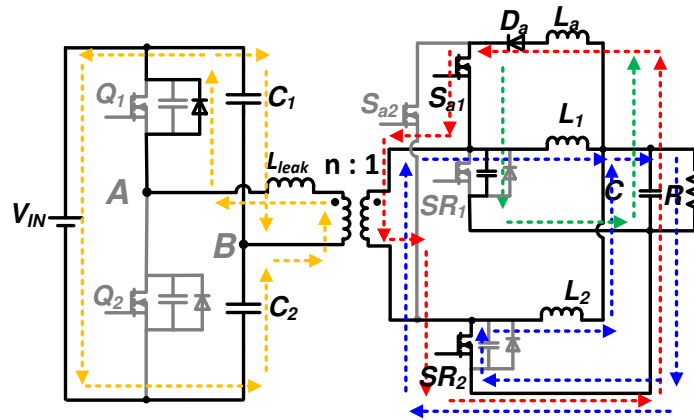 D_a
L_a
Q_1
C_1
S_a2
S_a1
L_1
L_leak
n : 1
A
V_IN
SR_1
C
R
B
Q_2
C_2
L_2
SR_2